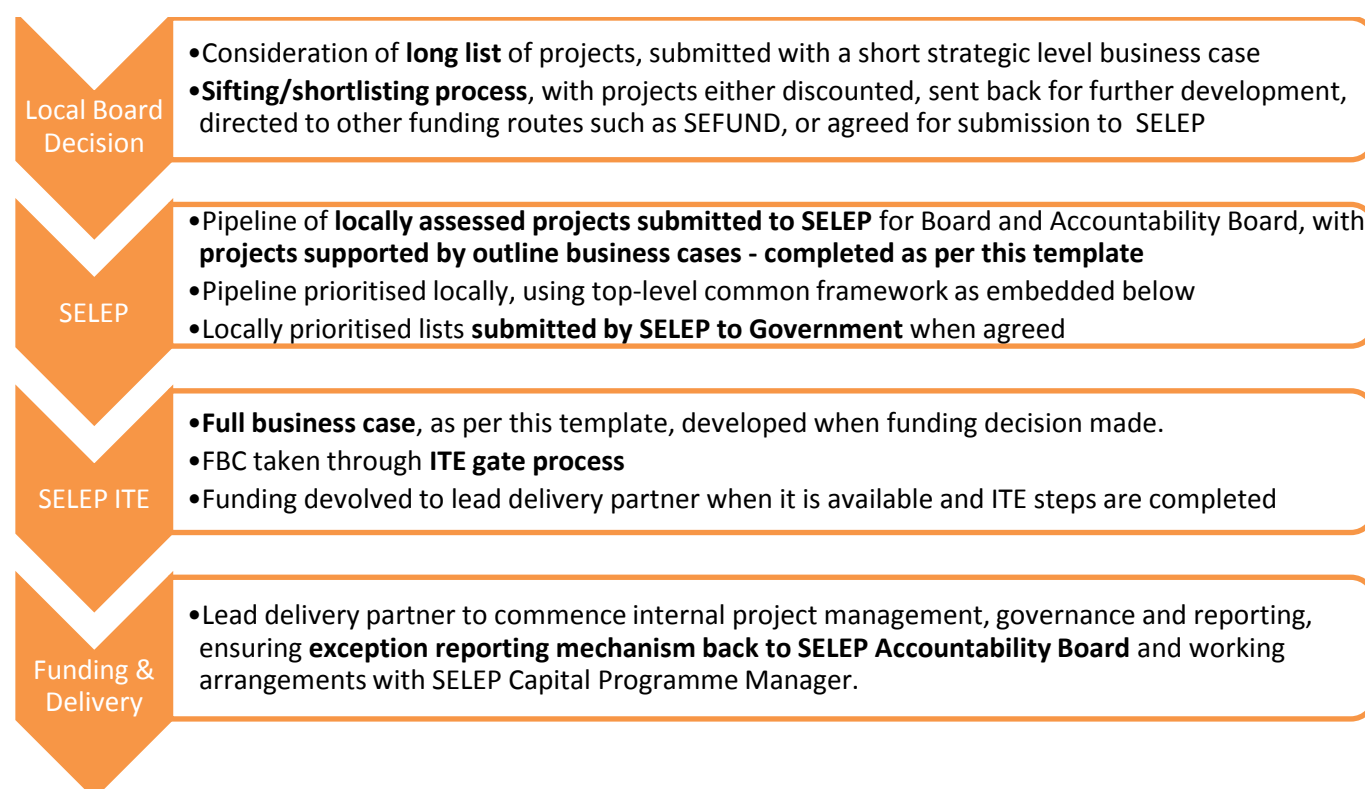 Local Board
Decision
•Consideration of long list of projects, submitted with a short strategic level business case
•Sifting/shortlisting process, with projects either discounted, sent back for further development,
directed to other funding routes such as SEFUND, or agreed for submission to SELEP
SELEP
•Pipeline of locally assessed projects submitted to SELEP for Board and Accountability Board, with
projects supported by outline business cases - completed as per this template
•Pipeline prioritised locally, using top-level common framework as embedded below
•Locally prioritised lists submitted by SELEP to Government when agreed
SELEP ITE
•Full business case, as per this template, developed when funding decision made.
•FBC taken through ITE gate process
•Funding devolved to lead delivery partner when it is available and ITE steps are completed
Funding &
Delivery
•Lead delivery partner to commence internal project management, governance and reporting,
ensuring exception reporting mechanism back to SELEP Accountability Board and working
arrangements with SELEP Capital Programme Manager.